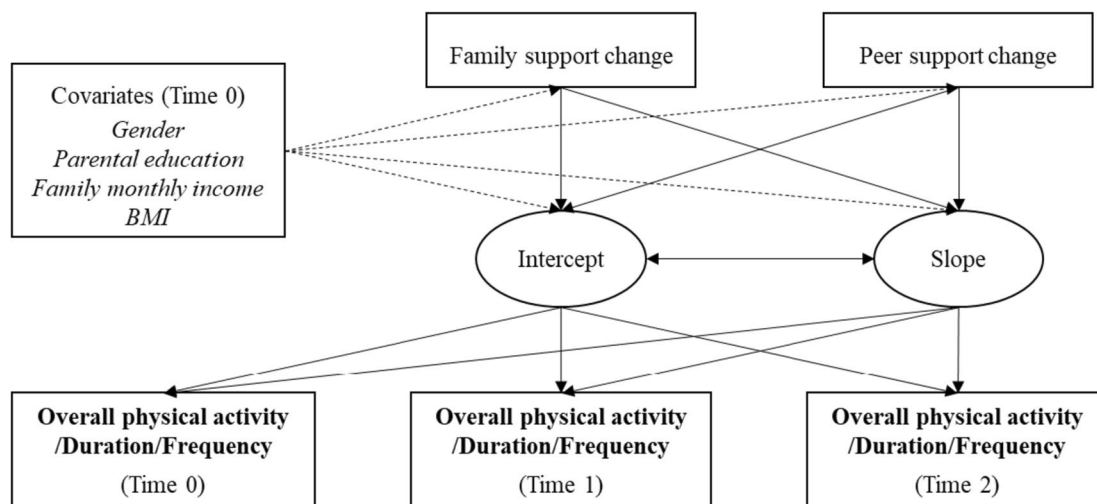 Family support change
Peer support change
Covariates (Time 0)
Gender
Parental education
Family monthly income
BMI
Intercept
Slope
Overall physical activity
/Duration/Frequency
(Time 0)
Overall physical activity
/Duration/Frequency
(Time 1)
Overall physical activity
/Duration/Frequency
(Time 2)